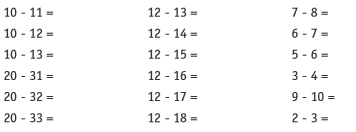 10 - 11 = 12 - 13 = 7 - 8 =
10 - 12 = 12 - 14 = 6 - 7 =
10 - 13 = 12 - 15 = 5 - 6 =
20 - 31 = 12 - 16 = 3 - 4 =
20 - 32 = 12 - 17 = 9 - 10 =
20 - 33 = 12 - 18 = 2 - 3 =